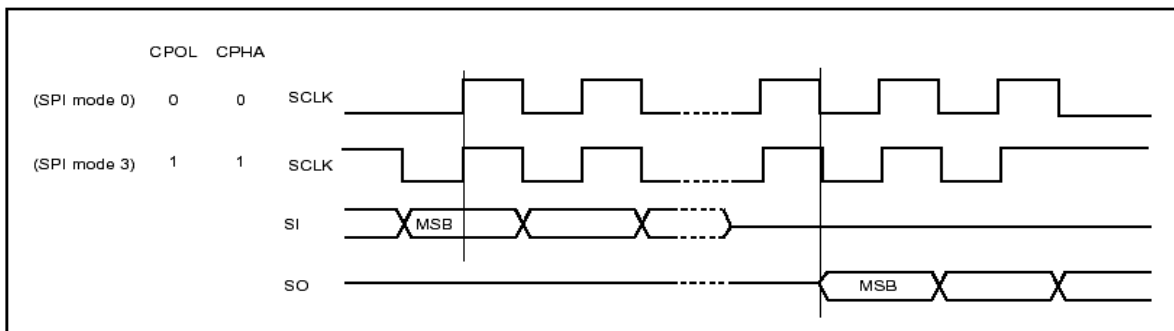 CPOL CPHA
(SPI mode 0) 0 0 SCLK
(SPI mode 3) 1 1 SCLK
SI MSB
SO MSB